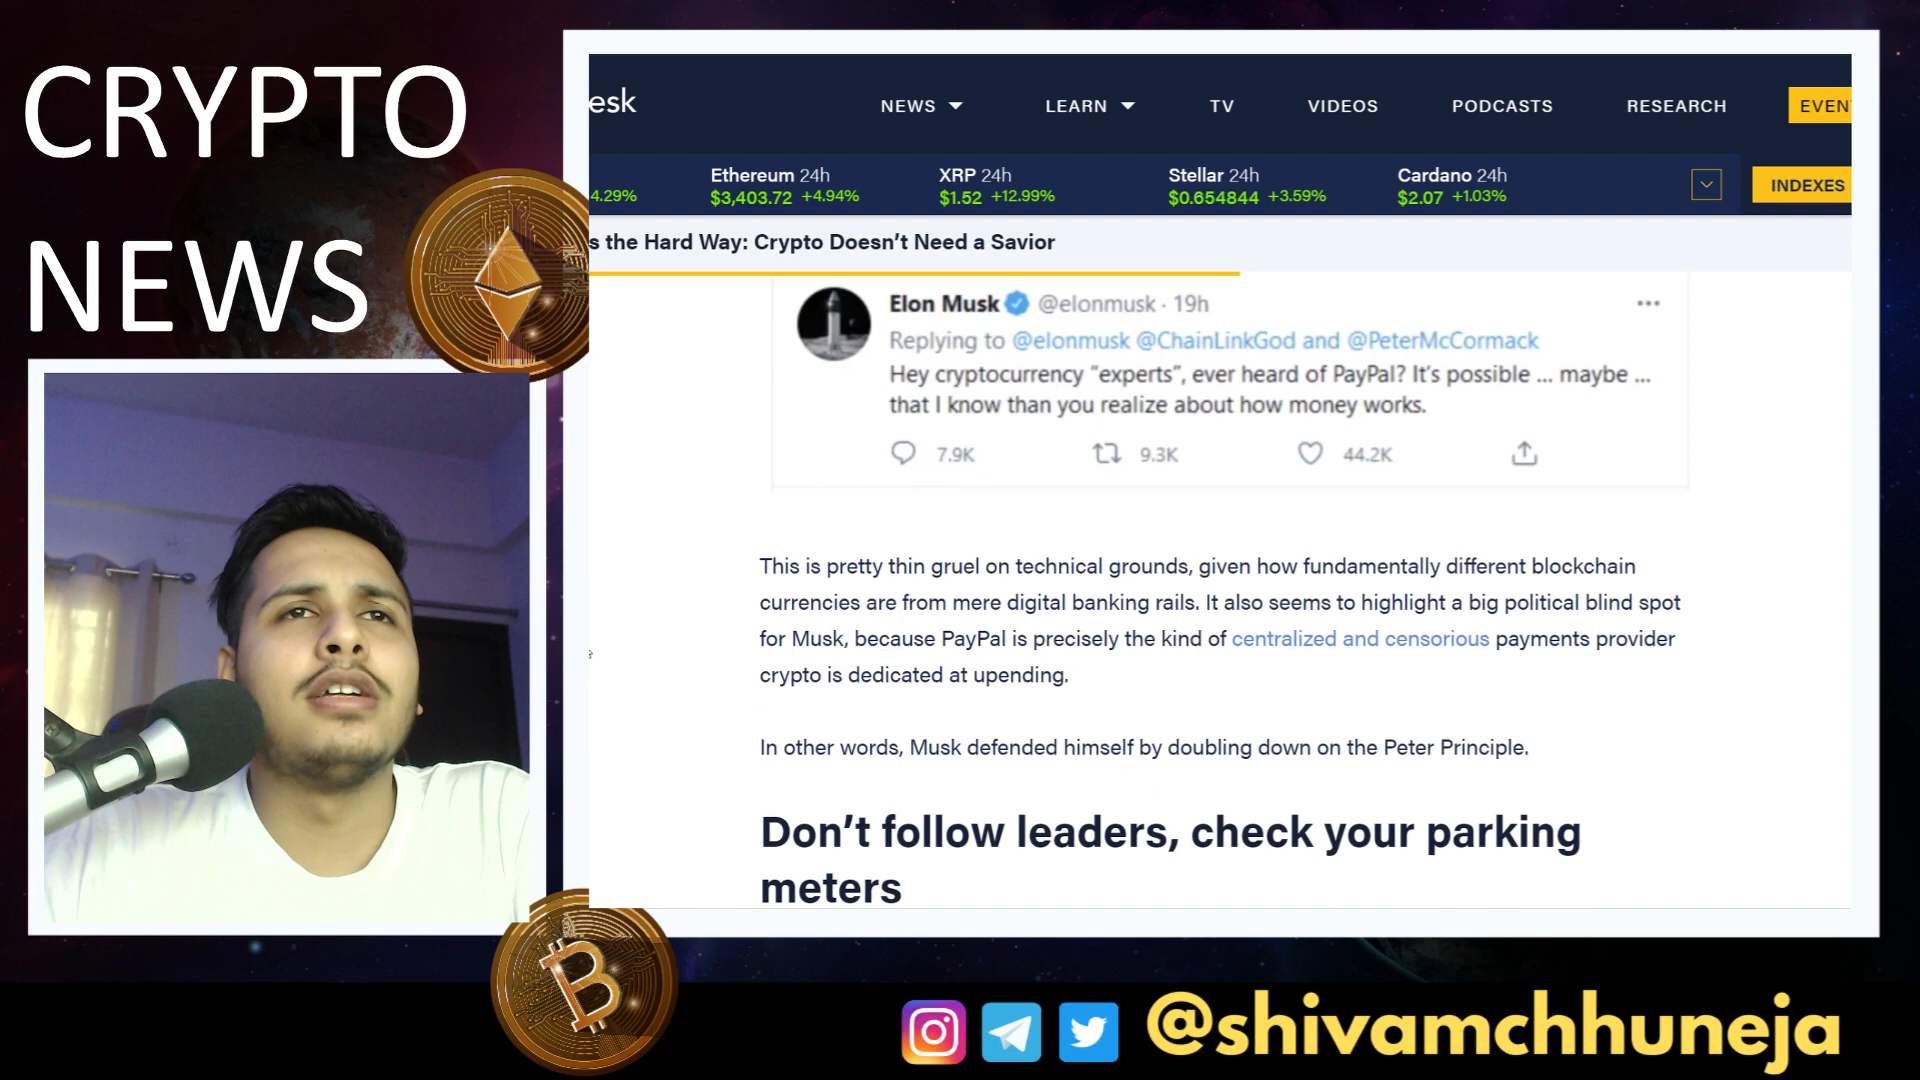 CRYPTO
NEWS
esk
NEWS
LEARN
TV
VIDEOS
PODCASTS
RESEARCH
EVEN
4.29%
Ethereum 24h
$3,403.72 +4.94%
XRP 24h
$1.52 +12.99%
Stellar 24h
$0.654844 +3.59%
Cardano 24h
$2.07 +1.03%
INDEXES
s the Hard Way: Crypto Doesn’t Need a Savior
Elon Musk @elonmusk · 19h
Replying to @elonmusk @ChainLinkGod and @PeterMcCormack
Hey cryptocurrency “experts”, ever heard of PayPal? It’s possible ... maybe ...
that I know than you realize about how money works.
7.9K
9.3K
44.2K
This is pretty thin gruel on technical grounds, given how fundamentally different blockchain
currencies are from mere digital banking rails. It also seems to highlight a big political blind spot
for Musk, because PayPal is precisely the kind of centralized and censorious payments provider
crypto is dedicated at upending.
In other words, Musk defended himself by doubling down on the Peter Principle.
Don’t follow leaders, check your parking
meters
@shivamchhuneja